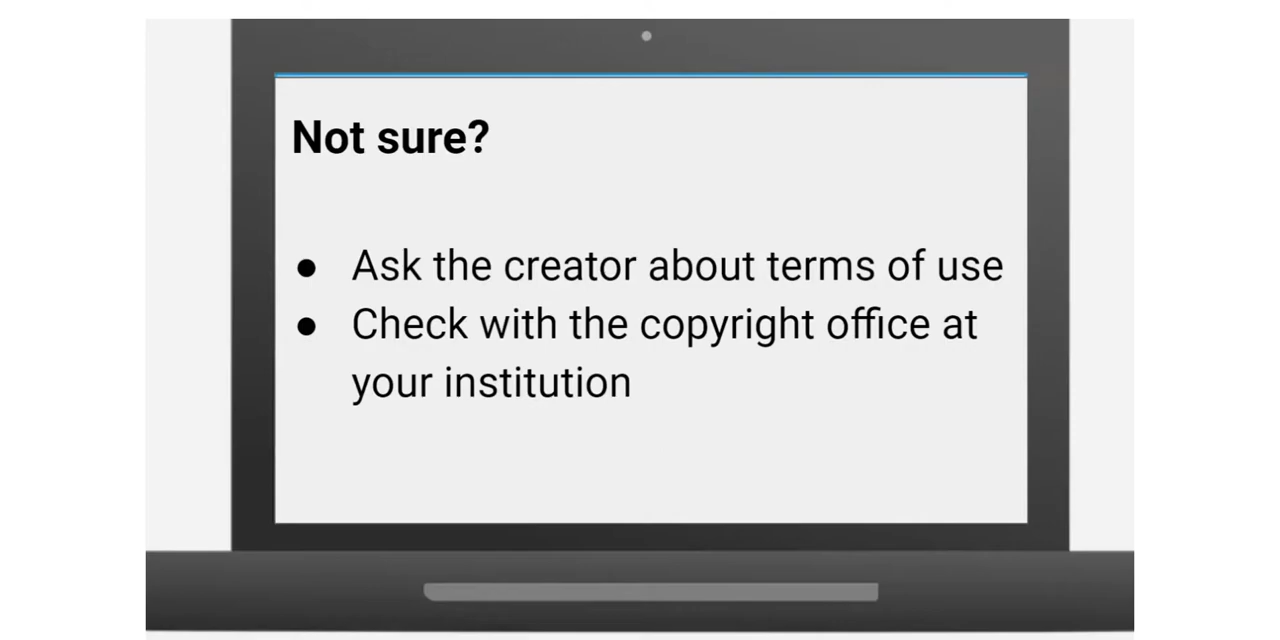 Not sure?
● Ask the creator about terms of use
● Check with the copyright office at
your institution